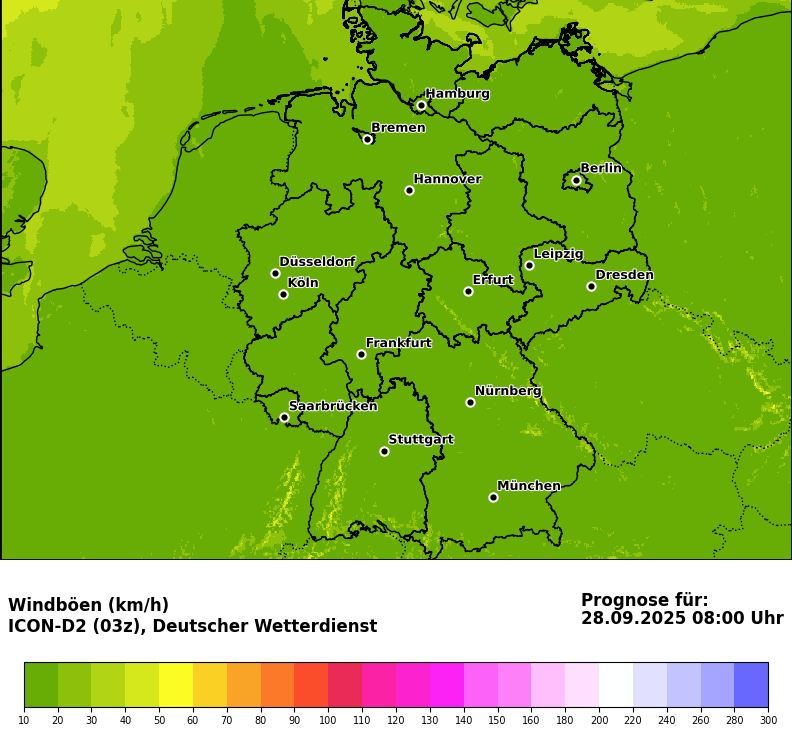 Hamburg
Bremen
Berlin
Hannover
Leipzig
Düsseldorf
Dresden
Köln
Erfurt
Frankfurt
Nürnberg
Saarbrücken
Stuttgart
München
Windböen (km/h)
ICON-D2 (03z), Deutscher Wetterdienst
Prognose für:
28.09.2025 08:00 Uhr
10 20 30 40 50 60 70 80 90 100 110 120 130 140 150 160 180 200 220 240 260 280 300